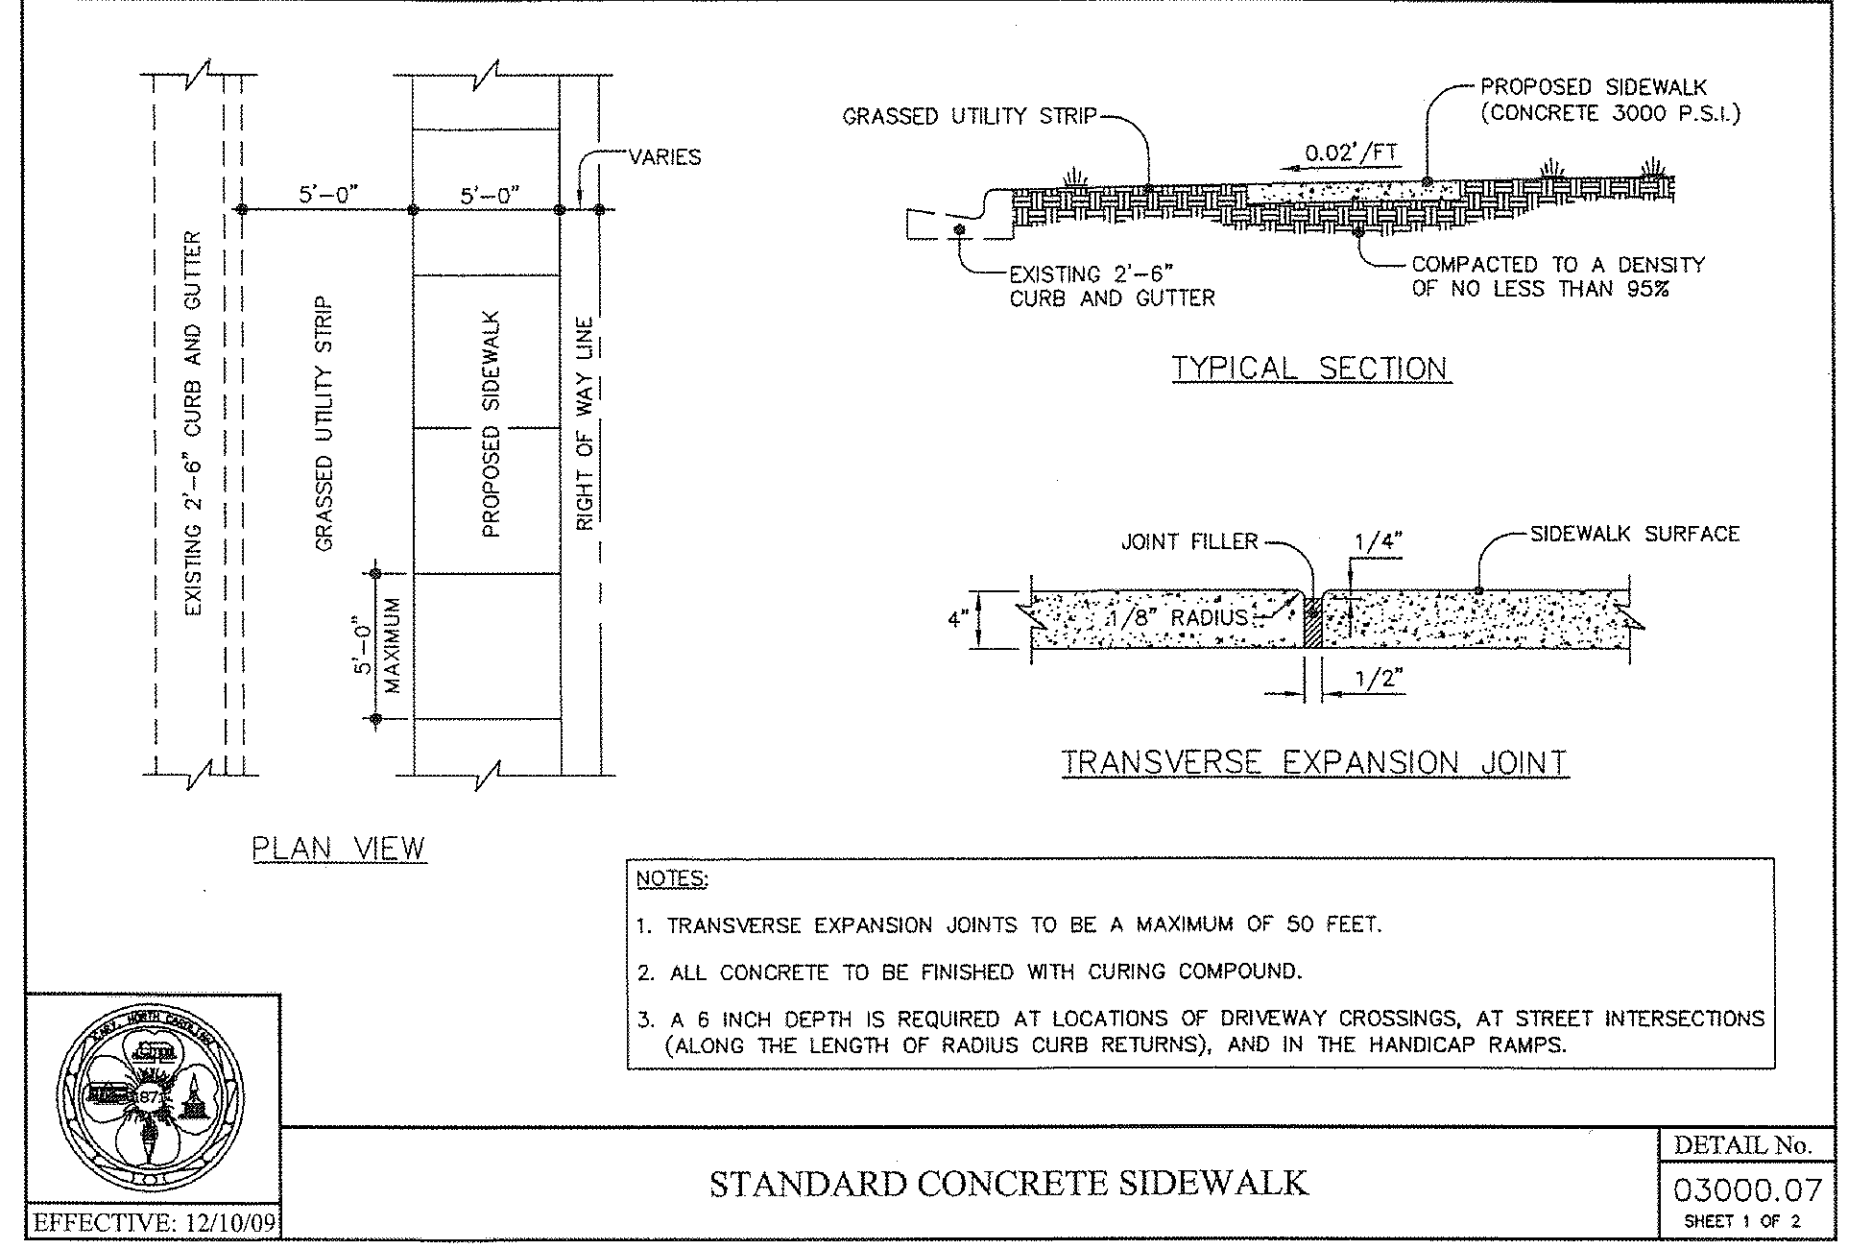 VARIES
5'-0"
5'-0"
EXISTING 2'-6" CURB AND GUTTER
GRASSED UTILITY STRIP
PROPOSED SIDEWALK
RIGHT OF WAY LINE
5'-0"
MAXIMUM
PLAN VIEW
GRASSED UTILITY STRIP
PROPOSED SIDEWALK
(CONCRETE 3000 P.S.I.)
0.02'/FT
EXISTING 2'-6"
CURB AND GUTTER
COMPACTED TO A DENSITY
OF NO LESS THAN 95%
TYPICAL SECTION
JOINT FILLER
1/4"
SIDEWALK SURFACE
4"
1/8" RADIUS
1/2"
TRANSVERSE EXPANSION JOINT
NOTES:
1. TRANSVERSE EXPANSION JOINTS TO BE A MAXIMUM OF 50 FEET.
2. ALL CONCRETE TO BE FINISHED WITH CURING COMPOUND.
3. A 6 INCH DEPTH IS REQUIRED AT LOCATIONS OF DRIVEWAY CROSSINGS, AT STREET INTERSECTIONS
(ALONG THE LENGTH OF RADIUS CURB RETURNS), AND IN THE HANDICAP RAMPS.
CARY, NORTH CAROLINA
1871
EFFECTIVE: 12/10/09
STANDARD CONCRETE SIDEWALK
DETAIL No.
03000.07
SHEET 1 OF 2